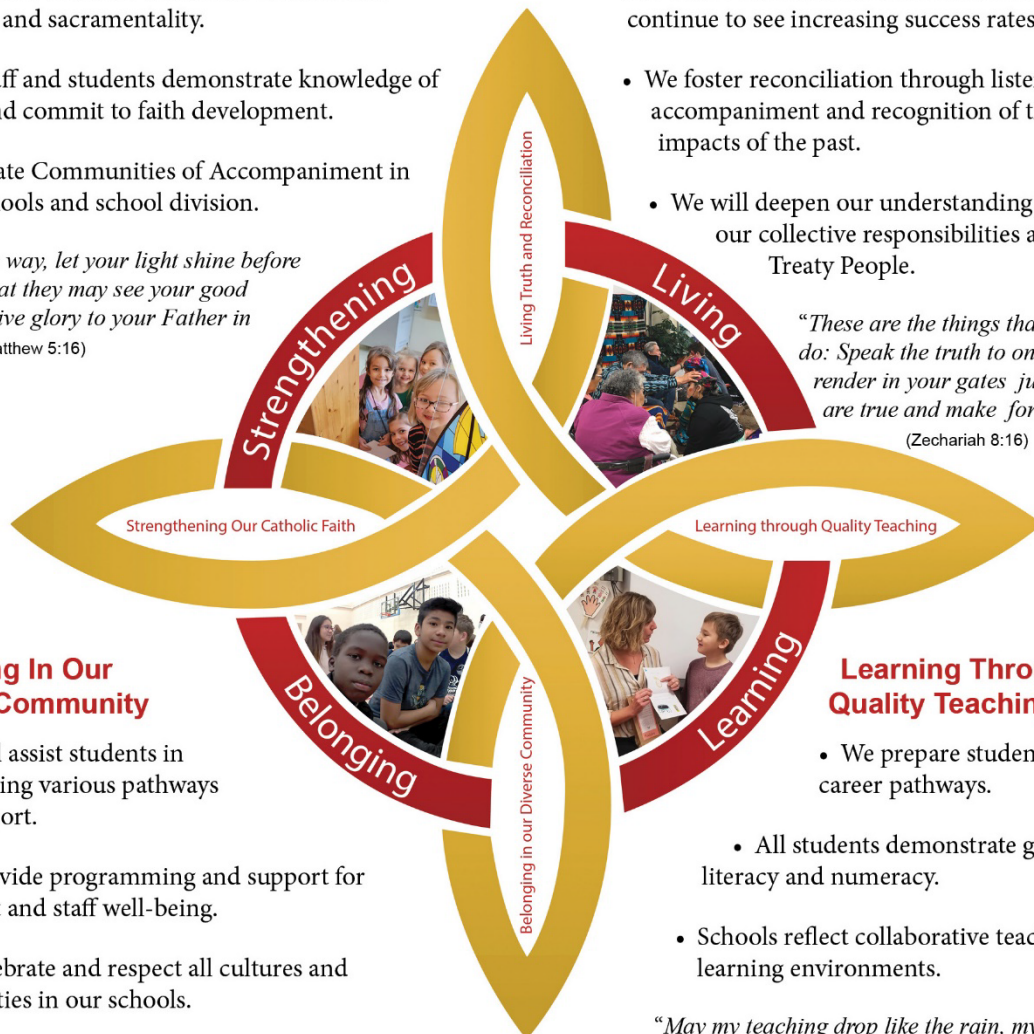 and sacramentality.
ff and students demonstrate knowledge of
nd commit to faith development.
ate Communities of Accompaniment in
ools and school division.
way, let your light shine before
at they may see your good
ive glory to your Father in
atthew 5:16)
continue to see increasing success rates
• We foster reconciliation through liste
accompaniment and recognition of t
impacts of the past.
• We will deepen our understanding
our collective responsibilities a
Treaty People.
“These are the things tha
do: Speak the truth to on
render in your gates ju
are true and make for
(Zechariah 8:16)
Strengthening
Living
Living Truth and Reconciliation
Strengthening Our Catholic Faith
Learning through Quality Teaching
Belonging in our Diverse Community
Belonging
Learning
ng In Our
Community
l assist students in
ing various pathways
ort.
vide programming and support for
t and staff well-being.
ebrate and respect all cultures and
ties in our schools.
Learning Thro
Quality Teachin
• We prepare studen
career pathways.
• All students demonstrate g
literacy and numeracy.
• Schools reflect collaborative teac
learning environments.
“May my teaching drop like the rain, my